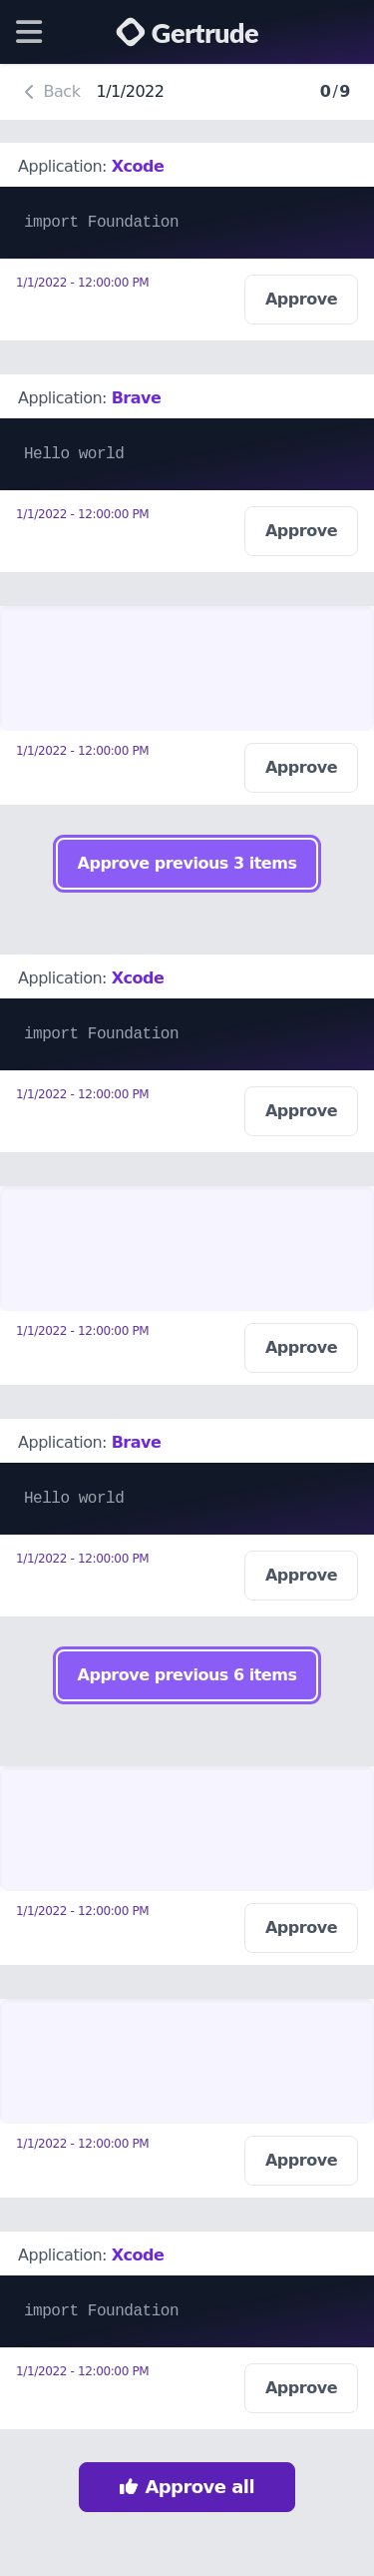 Gertrude
Back 1/1/2022 0/9
Application: Xcode
import Foundation
1/1/2022 - 12:00:00 PM
Approve
Application: Brave
Hello world
1/1/2022 - 12:00:00 PM
Approve
1/1/2022 - 12:00:00 PM
Approve
Approve previous 3 items
Application: Xcode
import Foundation
1/1/2022 - 12:00:00 PM
Approve
1/1/2022 - 12:00:00 PM
Approve
Application: Brave
Hello world
1/1/2022 - 12:00:00 PM
Approve
Approve previous 6 items
1/1/2022 - 12:00:00 PM
Approve
1/1/2022 - 12:00:00 PM
Approve
Application: Xcode
import Foundation
1/1/2022 - 12:00:00 PM
Approve
Approve all